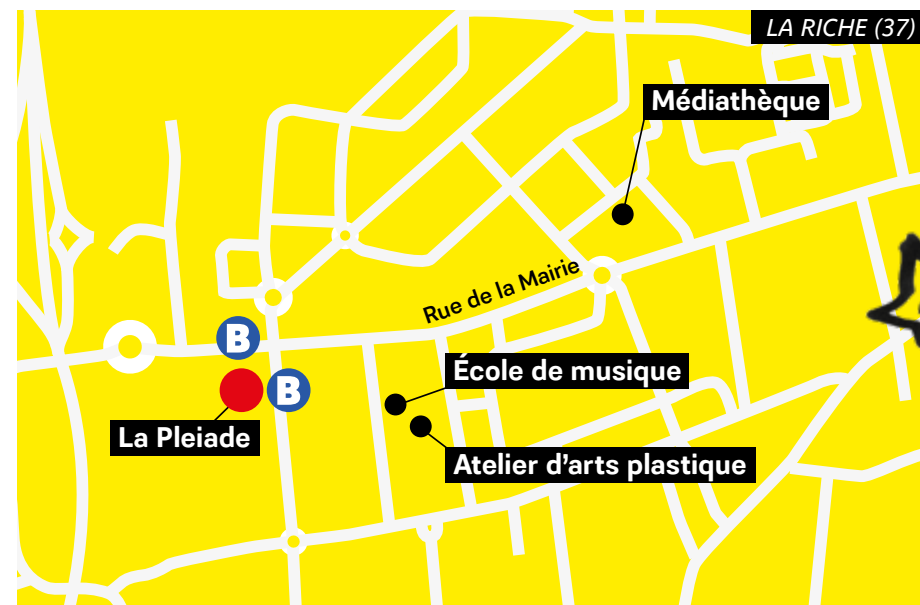 LA RICHE (37)
Médiathèque
Rue de la Mairie
B
École de musique
B
La Pleiade
Atelier d’arts plastique